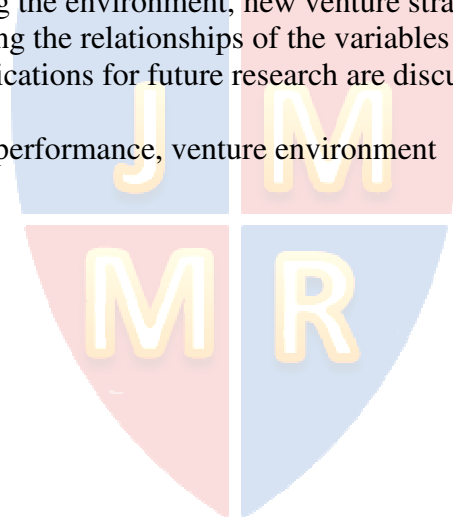 g the environment, new venture stra
ng the relationships of the variables
ications for future research are discu
performance, venture environment
J M
M R